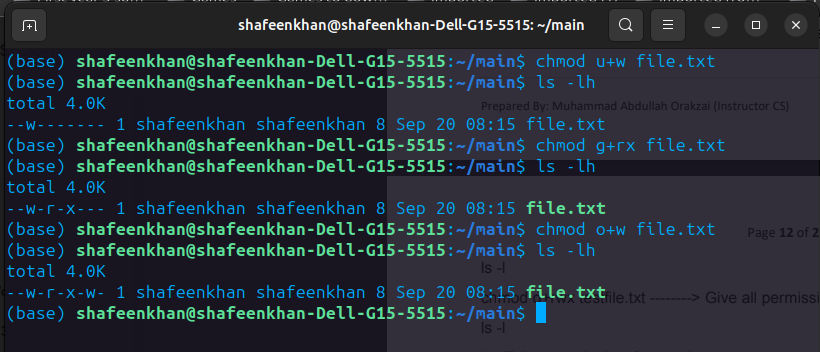 shafeenkhan@shafeenkhan-Dell-G15-5515: ~/main
(base) shafeenkhan@shafeenkhan-Dell-G15-5515:~/main$ chmod u+w file.txt
(base) shafeenkhan@shafeenkhan-Dell-G15-5515:~/main$ ls -lh
total 4.0K
Prepared By: Muhammad Abdullah Orakzai (Instructor CS)
--w------- 1 shafeenkhan shafeenkhan 8 Sep 20 08:15 file.txt
(base) shafeenkhan@shafeenkhan-Dell-G15-5515:~/main$ chmod g+rx file.txt
(base) shafeenkhan@shafeenkhan-Dell-G15-5515:~/main$ ls -lh
total 4.0K
--w-r-x--- 1 shafeenkhan shafeenkhan 8 Sep 20 08:15 file.txt
(base) shafeenkhan@shafeenkhan-Dell-G15-5515:~/main$ chmod o+w file.txt
Page 12 of 2
(base) shafeenkhan@shafeenkhan-Dell-G15-5515:~/main$ ls -lh
ls -l
total 4.0K
--w-r-x-w- 1 shafeenkhan shafeenkhan 8 Sep 20 08:15 file.txt
--------> Give all permissi
(base) shafeenkhan@shafeenkhan-Dell-G15-5515:~/main$
ls -l